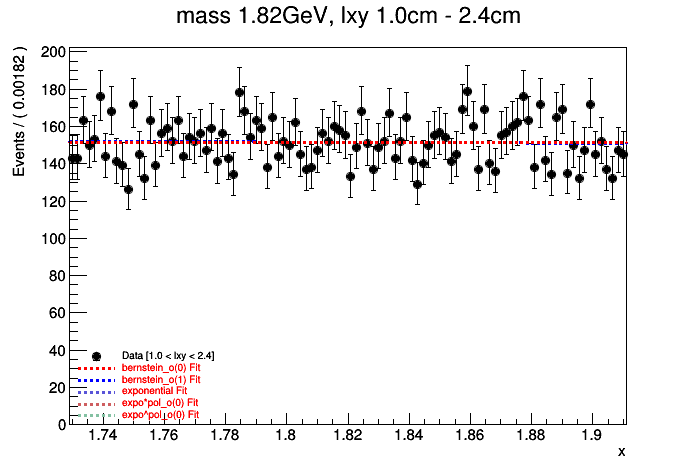 mass 1.82GeV, lxy 1.0cm - 2.4cm
Events / ( 0.00182 )
200
180
160
140
120
100
80
60
40
20
0
Data [1.0 < lxy < 2.4]
bernstein_o(0) Fit
bernstein_o(1) Fit
exponential Fit
expo*pol_o(0) Fit
expo^pol_o(0) Fit
1.74 1.76 1.78 1.8 1.82 1.84 1.86 1.88 1.9
x